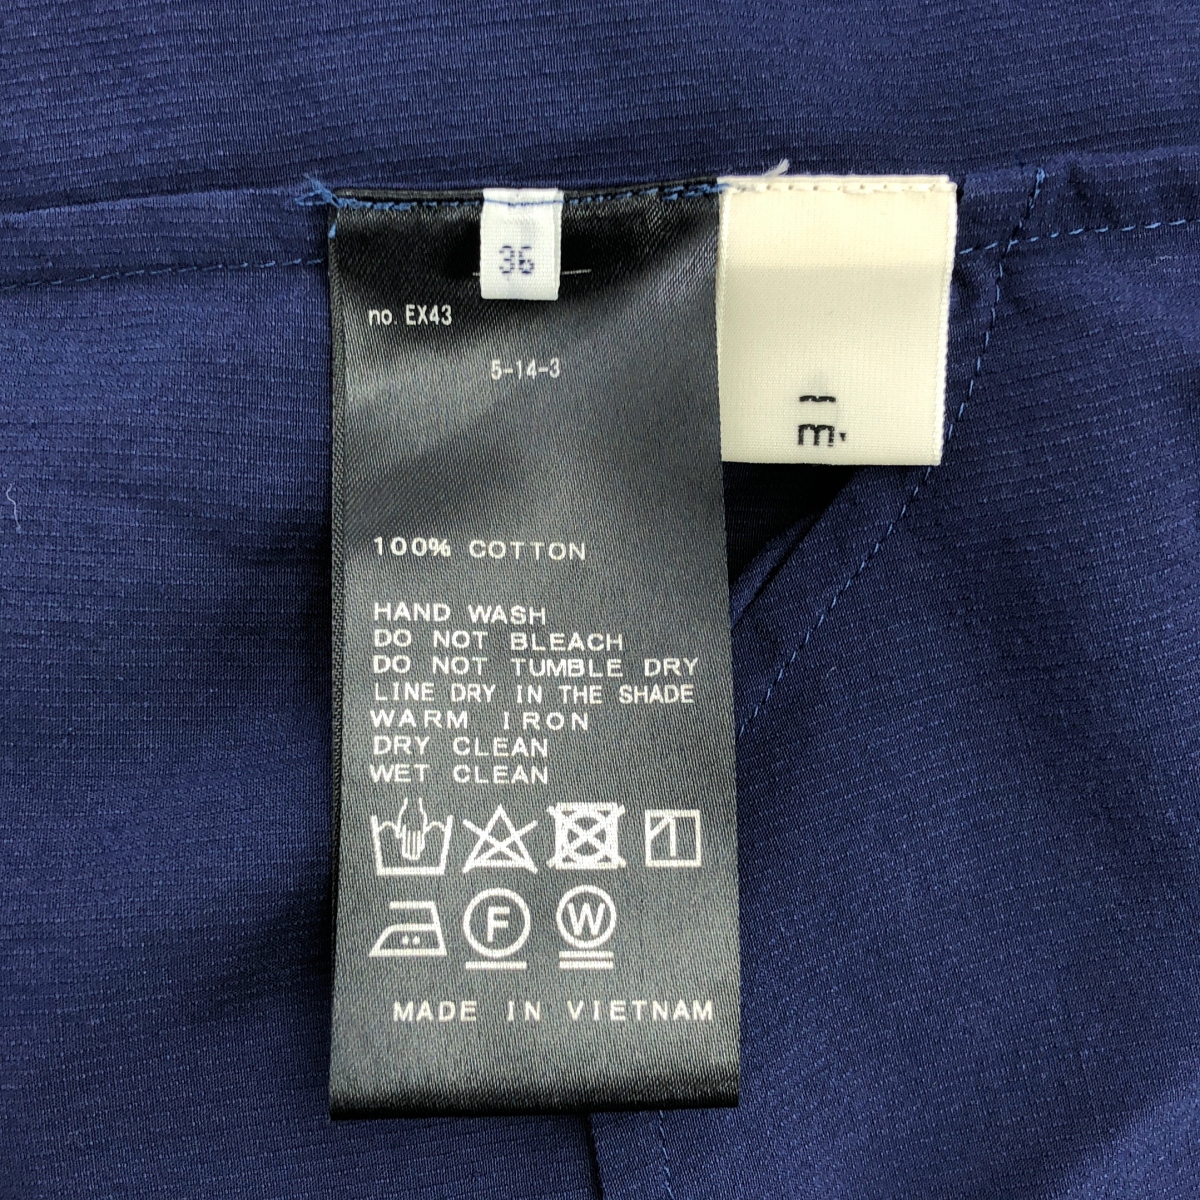 36
no. EX43
5-14-3
100% COTTON
HAND WASH
DO NOT BLEACH
DO NOT TUMBLE DRY
LINE DRY IN THE SHADE
WARM IRON
DRY CLEAN
WET CLEAN
F
W
MADE IN VIETNAM